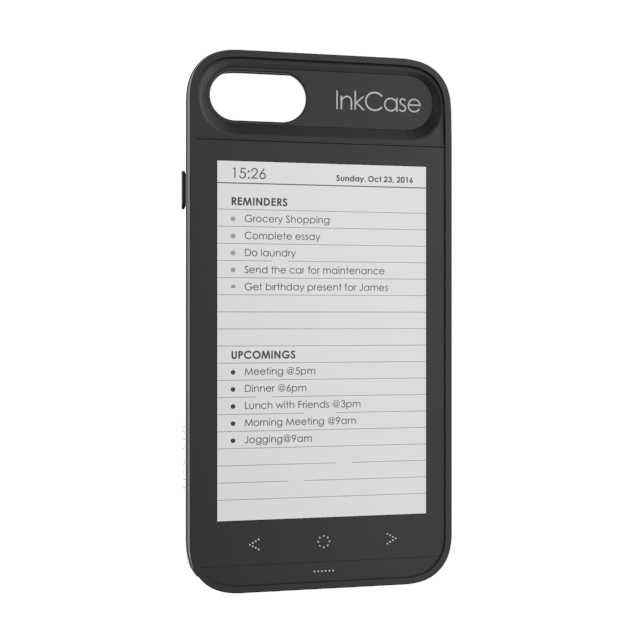 InkCase
15:26 Sunday, Oct 23, 2016
REMINDERS
Grocery Shopping
Complete essay
Do laundry
Send the car for maintenance
Get birthday present for James
UPCOMINGS
Meeting @5pm
Dinner @6pm
Lunch with Friends @3pm
Morning Meeting @9am
Jogging@9am